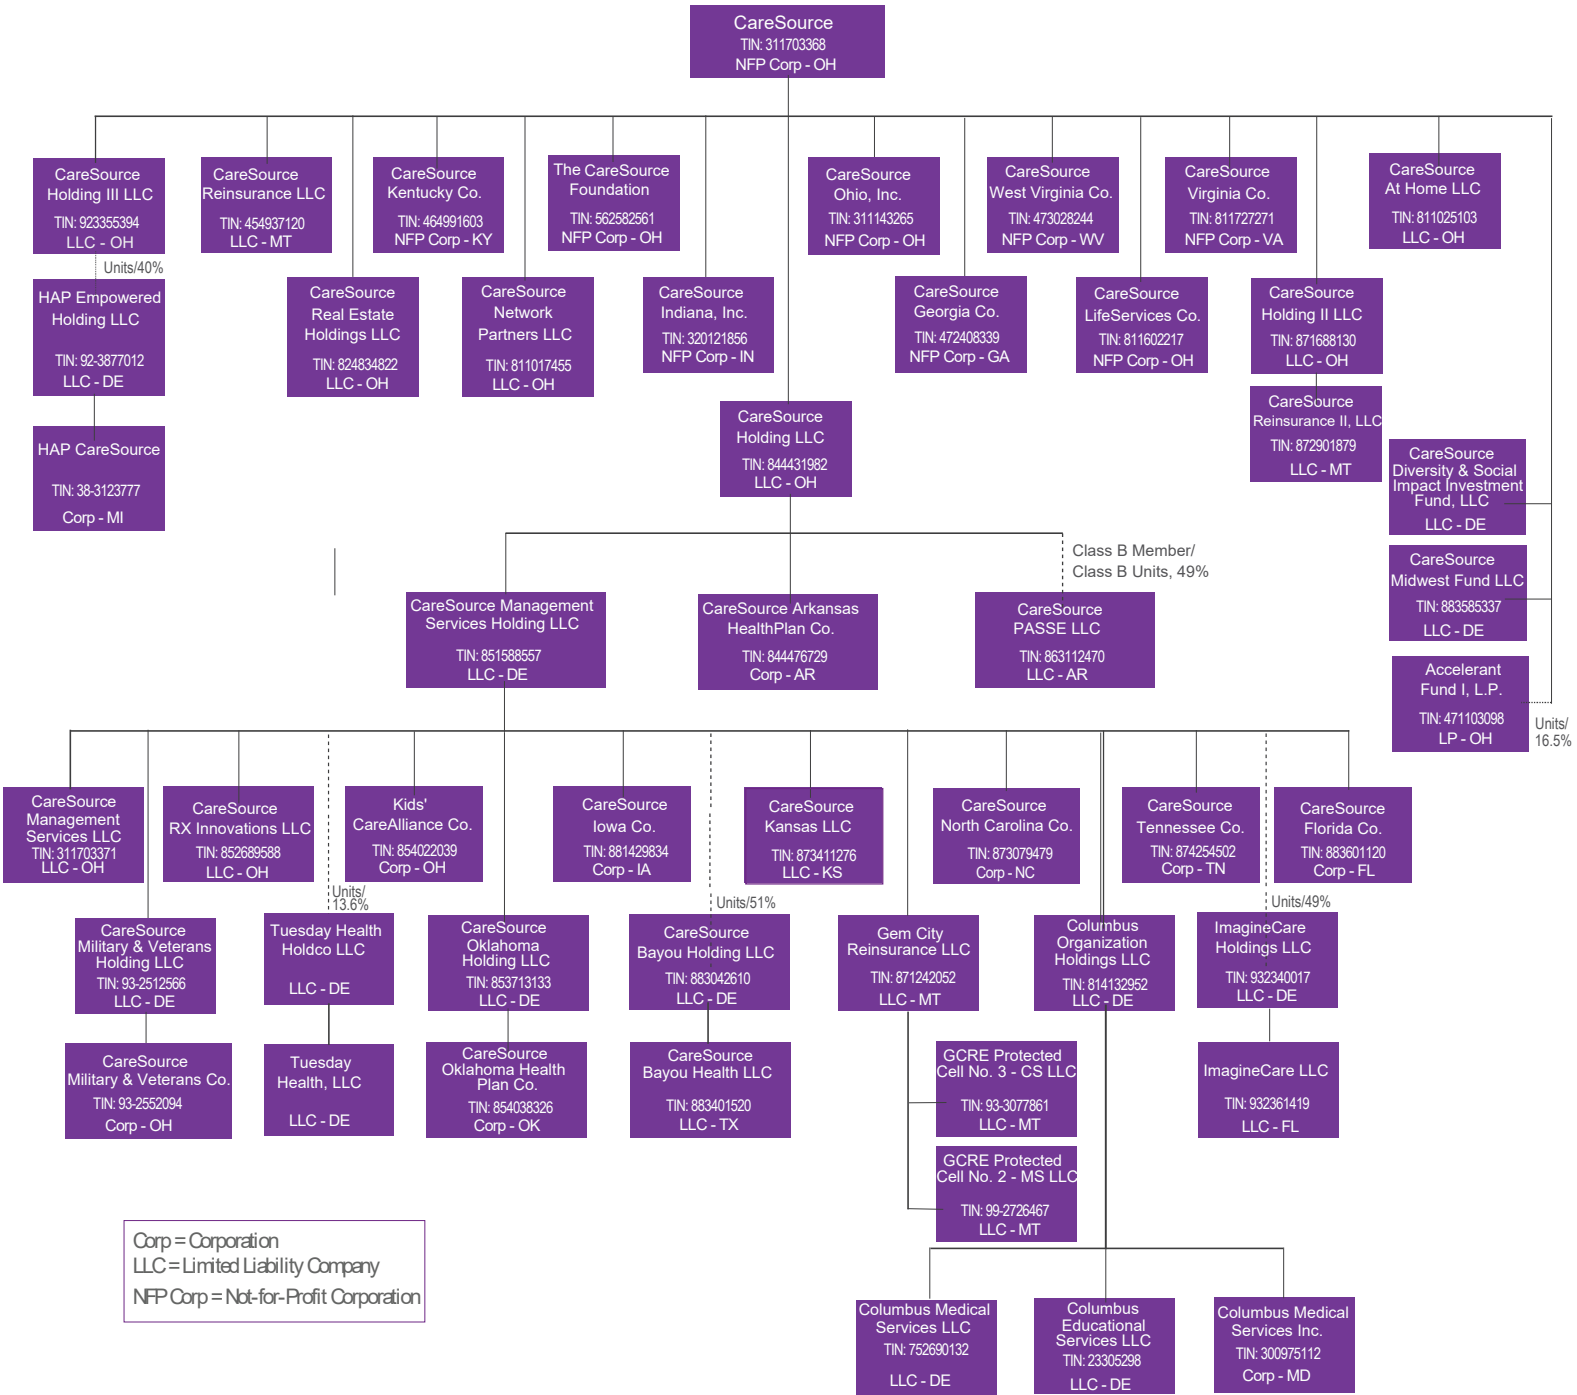 CareSource
TIN: 311703368
NFP Corp - OH
CareSource
Holding III LLC
TIN: 923355394
LLC - OH
CareSource
Reinsurance LLC
TIN: 454937120
LLC - MT
CareSource
Kentucky Co.
TIN: 464991603
NFP Corp - KY
The CareSource
Foundation
TIN: 562582561
NFP Corp - OH
CareSource
Ohio, Inc.
TIN: 311143265
NFP Corp - OH
CareSource
West Virginia Co.
TIN: 473028244
NFP Corp - WV
CareSource
Virginia Co.
TIN: 811727271
NFP Corp - VA
CareSource
At Home LLC
TIN: 811025103
LLC - OH
Units/40%
HAP Empowered
Holding LLC
TIN: 92-3877012
LLC - DE
CareSource
Real Estate
Holdings LLC
TIN: 824834822
LLC - OH
CareSource
Network
Partners LLC
TIN: 811017455
LLC - OH
CareSource
Indiana, Inc.
TIN: 320121856
NFP Corp - IN
CareSource
Georgia Co.
TIN: 472408339
NFP Corp - GA
CareSource
LifeServices Co.
TIN: 811602217
NFP Corp - OH
CareSource
Holding II LLC
TIN: 871688130
LLC - OH
HAP CareSource
TIN: 38-3123777
Corp - MI
CareSource
Holding LLC
TIN: 844431982
LLC - OH
CareSource
Reinsurance II, LLC
TIN: 872901879
LLC - MT
CareSource
Diversity & Social
Impact Investment
Fund, LLC
LLC - DE
Class B Member/
Class B Units, 49%
CareSource
Midwest Fund LLC
TIN: 883585337
LLC - DE
CareSource Management
Services Holding LLC
TIN: 851588557
LLC - DE
CareSource Arkansas
HealthPlan Co.
TIN: 844476729
Corp - AR
CareSource
PASSE LLC
TIN: 863112470
LLC - AR
Accelerant
Fund I, L.P.
TIN: 471103098
LP - OH
Units/
16.5%
CareSource
Management
Services LLC
TIN: 311703371
LLC - OH
CareSource
RX Innovations LLC
TIN: 852689588
LLC - OH
Kids'
CareAlliance Co.
TIN: 854022039
Corp - OH
CareSource
Iowa Co.
TIN: 881429834
Corp - IA
CareSource
Kansas LLC
TIN: 873411276
LLC - KS
CareSource
North Carolina Co.
TIN: 873079479
Corp - NC
CareSource
Tennessee Co.
TIN: 874254502
Corp - TN
CareSource
Florida Co.
TIN: 883601120
Corp - FL
Units/
13.6%
Units/51%
Units/49%
CareSource
Military & Veterans
Holding LLC
TIN: 93-2512566
LLC - DE
Tuesday Health
Holdco LLC
LLC - DE
CareSource
Oklahoma
Holding LLC
TIN: 853713133
LLC - DE
CareSource
Bayou Holding LLC
TIN: 883042610
LLC - DE
Gem City
Reinsurance LLC
TIN: 871242052
LLC - MT
Columbus
Organization
Holdings LLC
TIN: 814132952
LLC - DE
ImagineCare
Holdings LLC
TIN: 932340017
LLC - DE
CareSource
Military & Veterans Co.
TIN: 93-2552094
Corp - OH
Tuesday
Health, LLC
LLC - DE
CareSource
Oklahoma Health
Plan Co.
TIN: 854038326
Corp - OK
CareSource
Bayou Health LLC
TIN: 883401520
LLC - TX
GCRE Protected
Cell No. 3 - CS LLC
TIN: 93-3077861
LLC - MT
ImagineCare LLC
TIN: 932361419
LLC - FL
GCRE Protected
Cell No. 2 - MS LLC
TIN: 99-2726467
LLC - MT
Corp = Corporation
LLC = Limited Liability Company
NFP Corp = Not-for-Profit Corporation
Columbus Medical
Services LLC
TIN: 752690132
LLC - DE
Columbus
Educational
Services LLC
TIN: 23305298
LLC - DE
Columbus Medical
Services Inc.
TIN: 300975112
Corp - MD